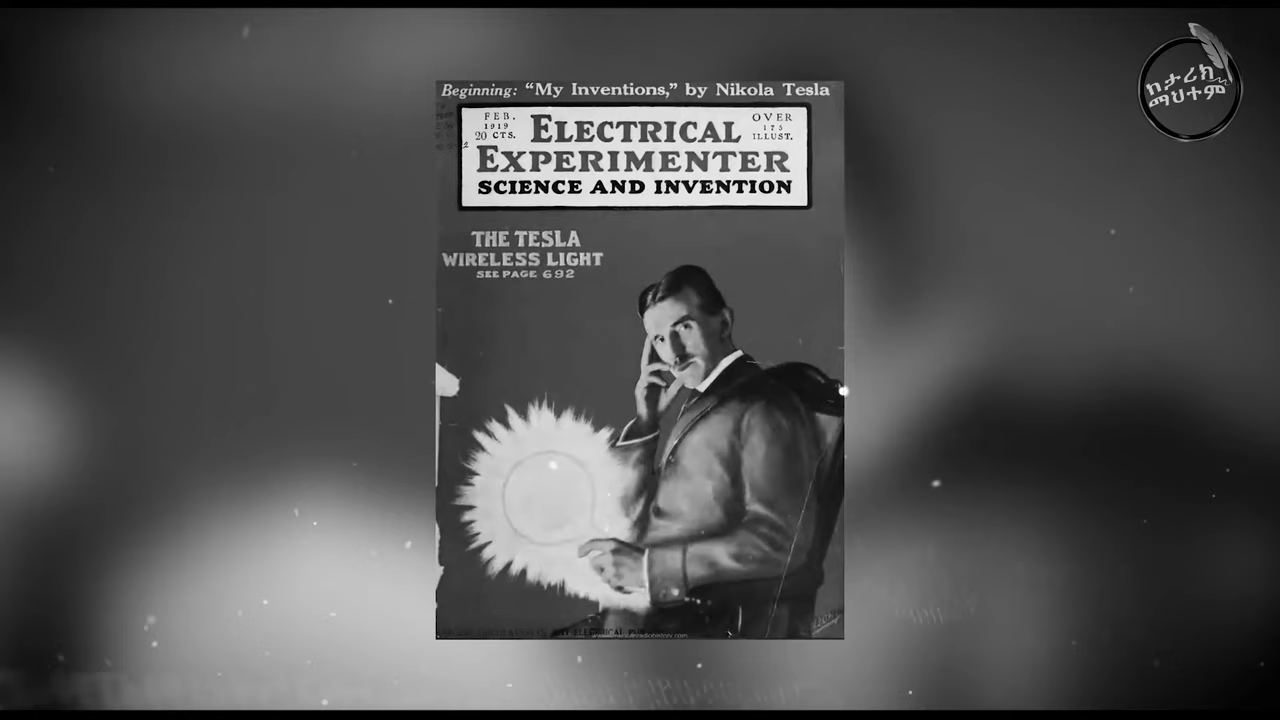 Beginning: “My Inventions,” by Nikola Tesla
FEB.
1919
20 CTS.
ELECTRICAL
EXPERIMENTER
SCIENCE AND INVENTION
OVER
175
ILLUST.
THE TESLA
WIRELESS LIGHT
SEE PAGE 692
ከታሪክ
ማህተም